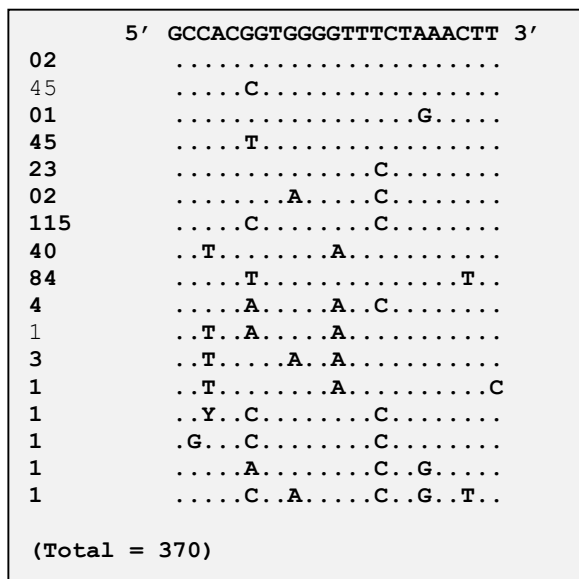 5′ GCCACGGTGGGGTTTCTAAACTT 3′
02 .......................
45 .....C.................
01 .................G.....
45 .....T.................
23 ..............C........
02 ........A.....C........
115 .....C........C........
40 ..T........A...........
84 .....T..............T..
4 .....A.....A..C........
1 ..T..A.....A...........
3 ..T.....A..A...........
1 ..T........A..........C
1 ..Y..C........C........
1 .G...C........C........
1 .....A........C..G.....
1 .....C..A.....C..G..T..
(Total = 370)